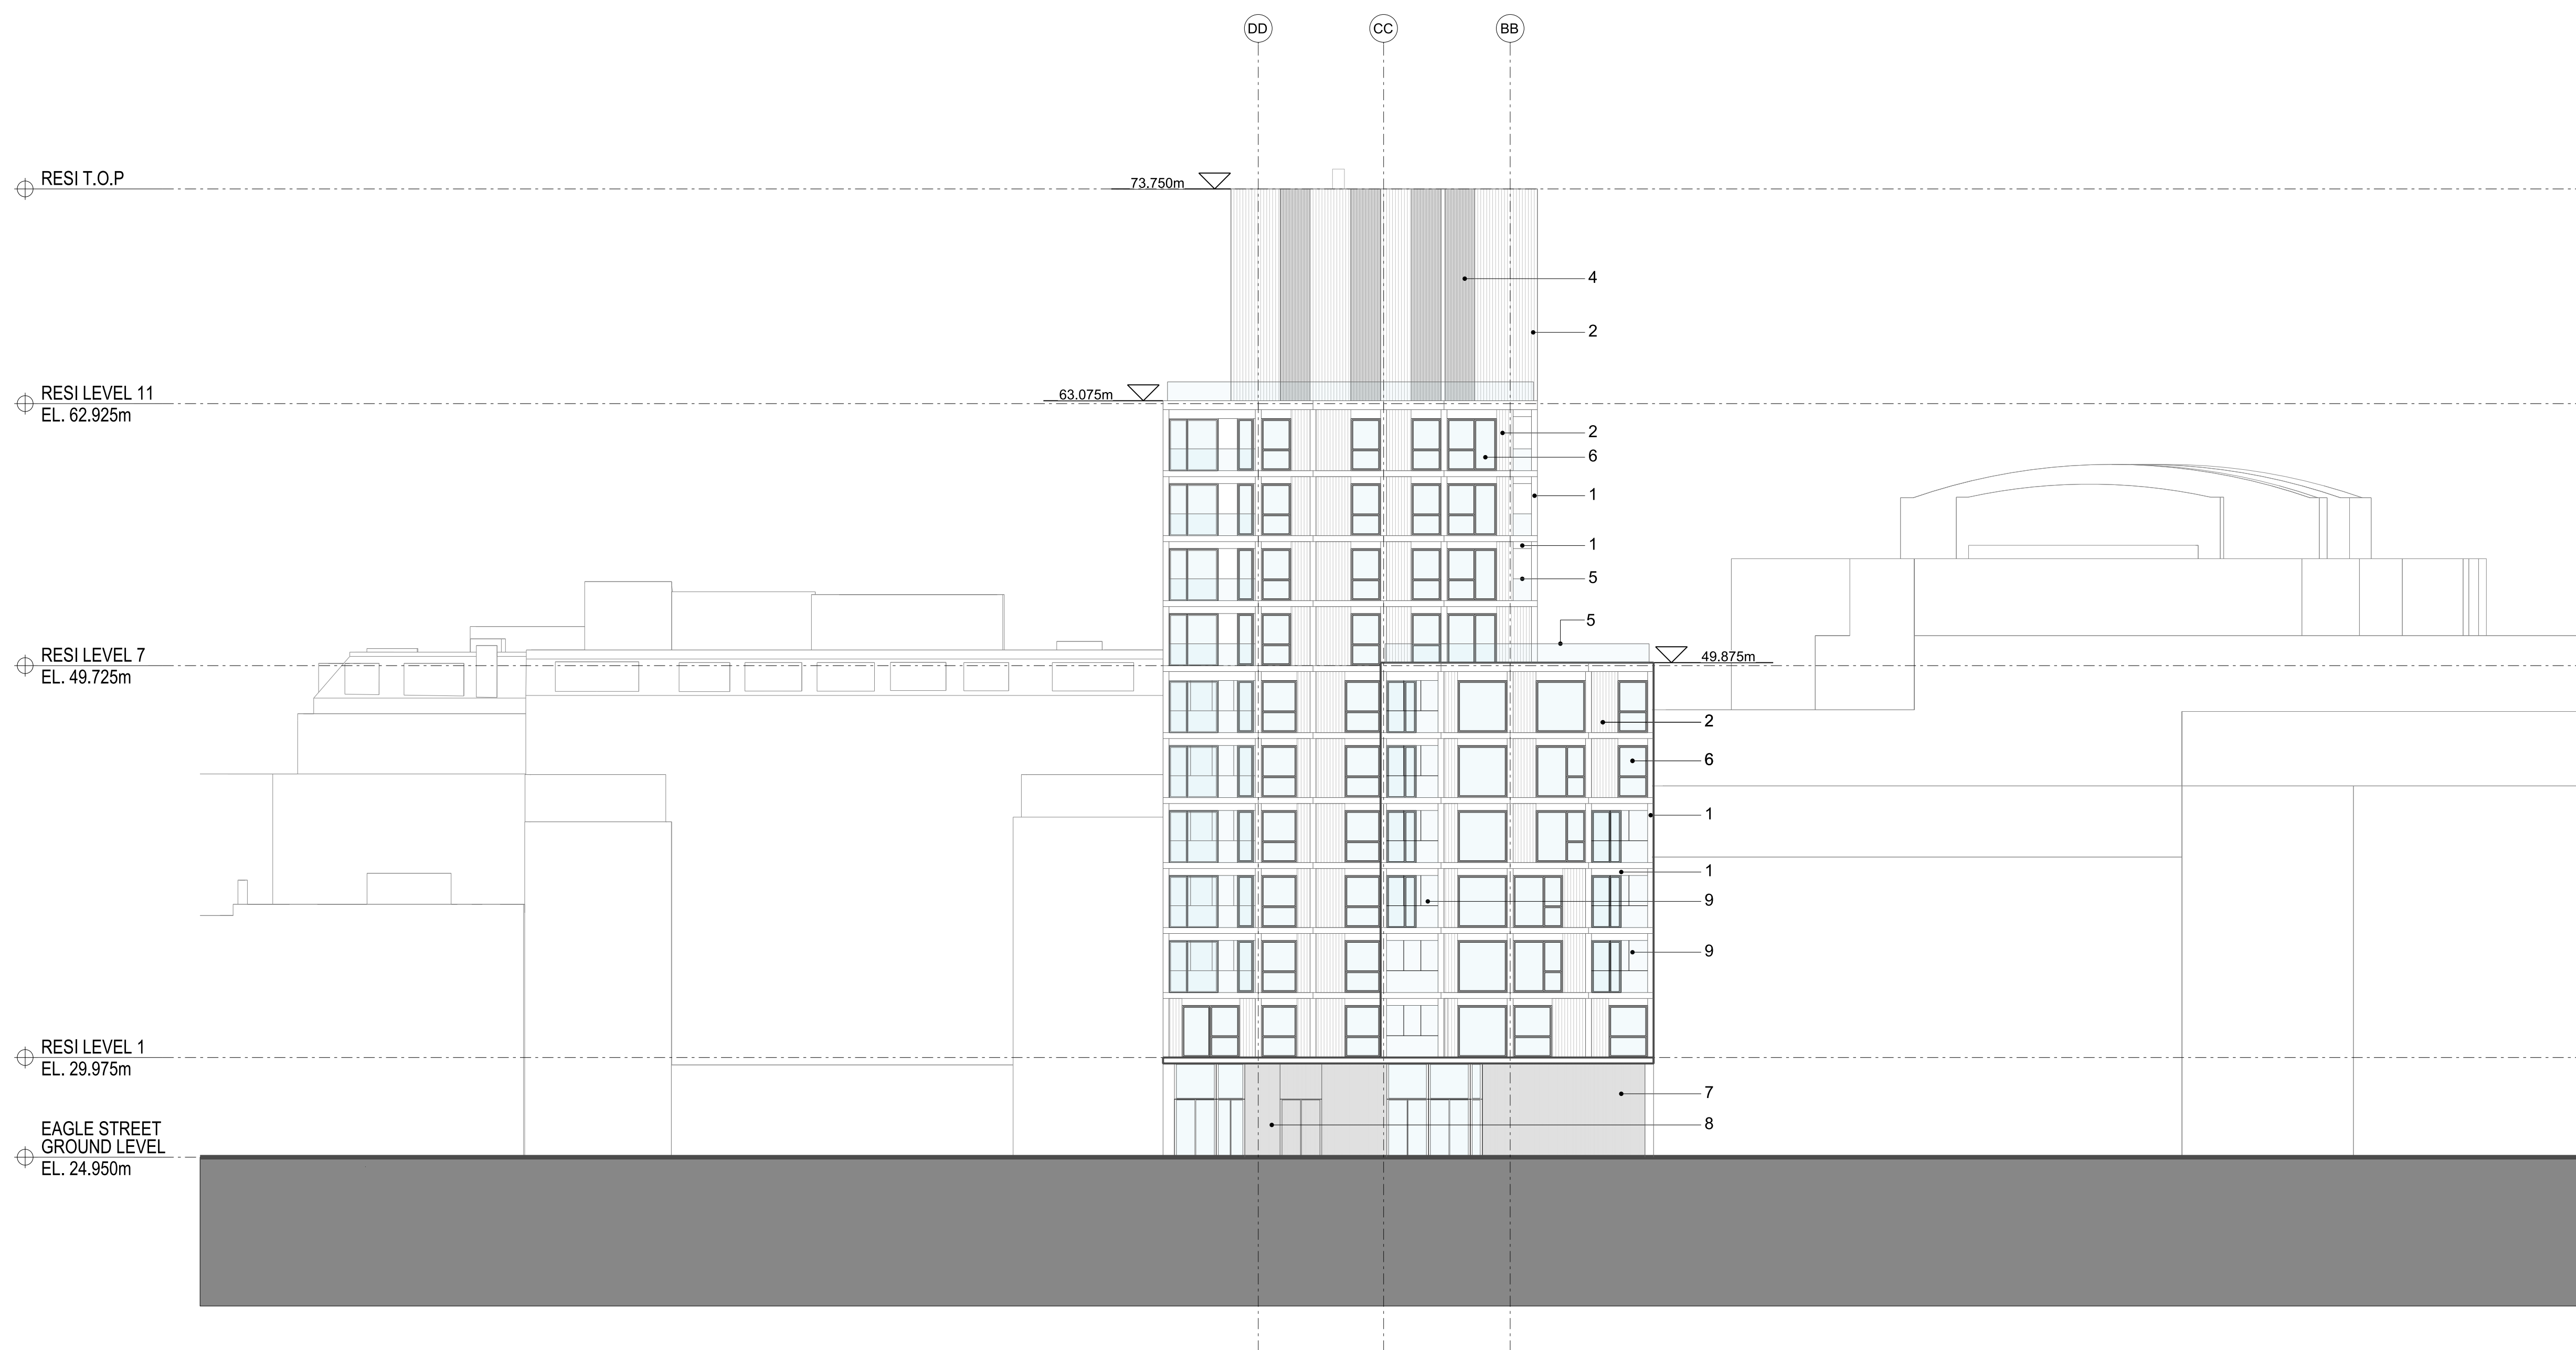 DD
CC
BB
RESI T.O.P
73.750m
4
2
RESI LEVEL 11
EL. 62.925m
63.075m
2
6
1
1
5
5
RESI LEVEL 7
EL. 49.725m
49.875m
2
6
1
1
9
9
RESI LEVEL 1
EL. 29.975m
7
8
EAGLE STREET
GROUND LEVEL
EL. 24.950m